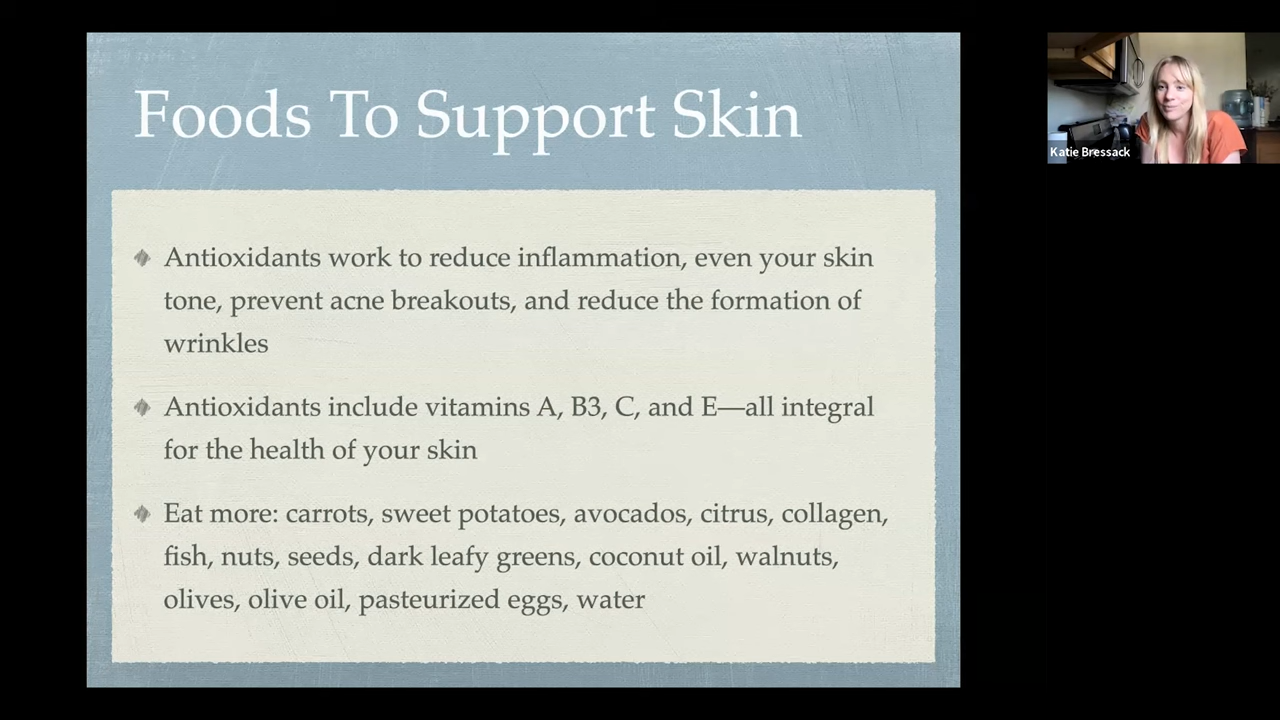 Foods To Support Skin
Antioxidants work to reduce inflammation, even your skin
tone, prevent acne breakouts, and reduce the formation of
wrinkles
Antioxidants include vitamins A, B3, C, and E—all integral
for the health of your skin
Eat more: carrots, sweet potatoes, avocados, citrus, collagen,
fish, nuts, seeds, dark leafy greens, coconut oil, walnuts,
olives, olive oil, pasteurized eggs, water
Katie Bressack